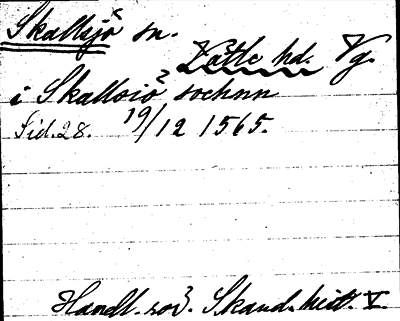 Skallsjö sn.
Vättle hd. Vg.
i Skallsiö sochnn
Sid. 28. 19/12 1565.
Handl. rör. Skand. hist. V.